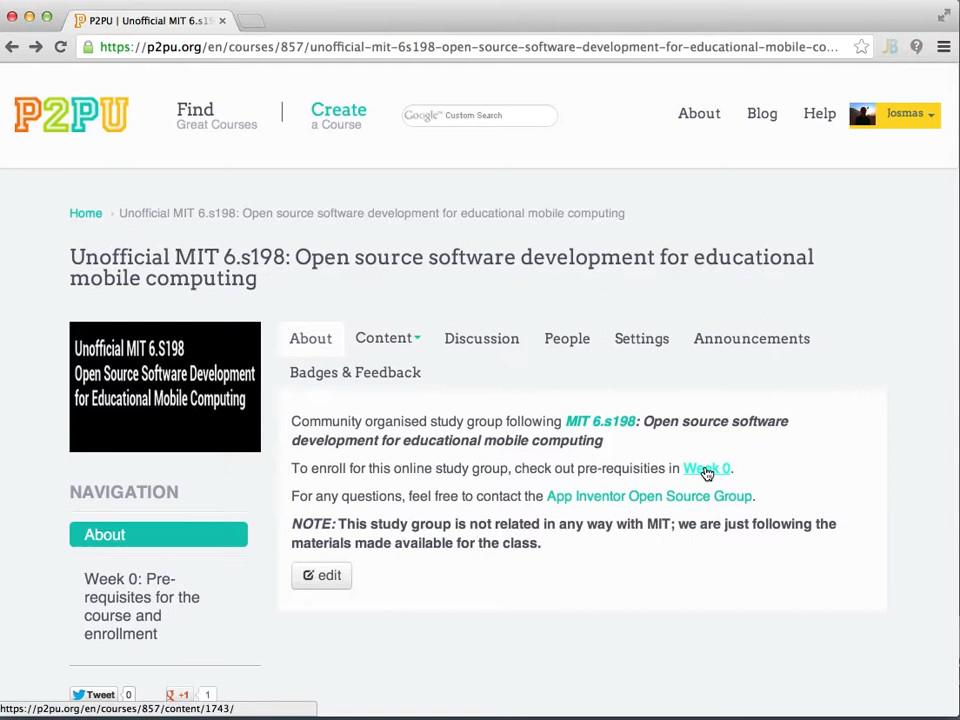 P2PU | Unofficial MIT 6.s19
https://p2pu.org/en/courses/857/unofficial-mit-6s198-open-source-software-development-for-educational-mobile-co...
P2PU
Find
Great Courses
Create
a Course
Google™ Custom Search
About
Blog
Help
Josmas
Home › Unofficial MIT 6.s198: Open source software development for educational mobile computing
Unofficial MIT 6.s198: Open source software development for educational
mobile computing
Unofficial MIT 6.S198
Open Source Software Development
for Educational Mobile Computing
About
Content
Discussion
People
Settings
Announcements
Badges & Feedback
Community organised study group following MIT 6.s198: Open source software
development for educational mobile computing
To enroll for this online study group, check out pre-requisities in Week 0.
For any questions, feel free to contact the App Inventor Open Source Group.
NOTE: This study group is not related in any way with MIT; we are just following the
materials made available for the class.
edit
NAVIGATION
About
Week 0: Pre-
requisites for the
course and
enrollment
Tweet 0
+1 1
https://p2pu.org/en/courses/857/content/1743/